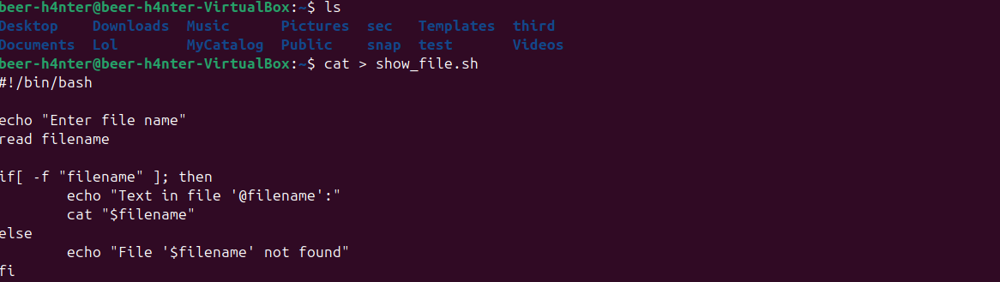 beer-h4nter@beer-h4nter-VirtualBox:~$ ls
Desktop    Downloads  Music      Pictures  sec   Templates  third
Documents  Lol        MyCatalog  Public    snap  test       Videos
beer-h4nter@beer-h4nter-VirtualBox:~$ cat > show_file.sh
#!/bin/bash

echo "Enter file name"
read filename

if[ -f "filename" ]; then
        echo "Text in file '@filename':"
        cat "$filename"
else
        echo "File '$filename' not found"
fi